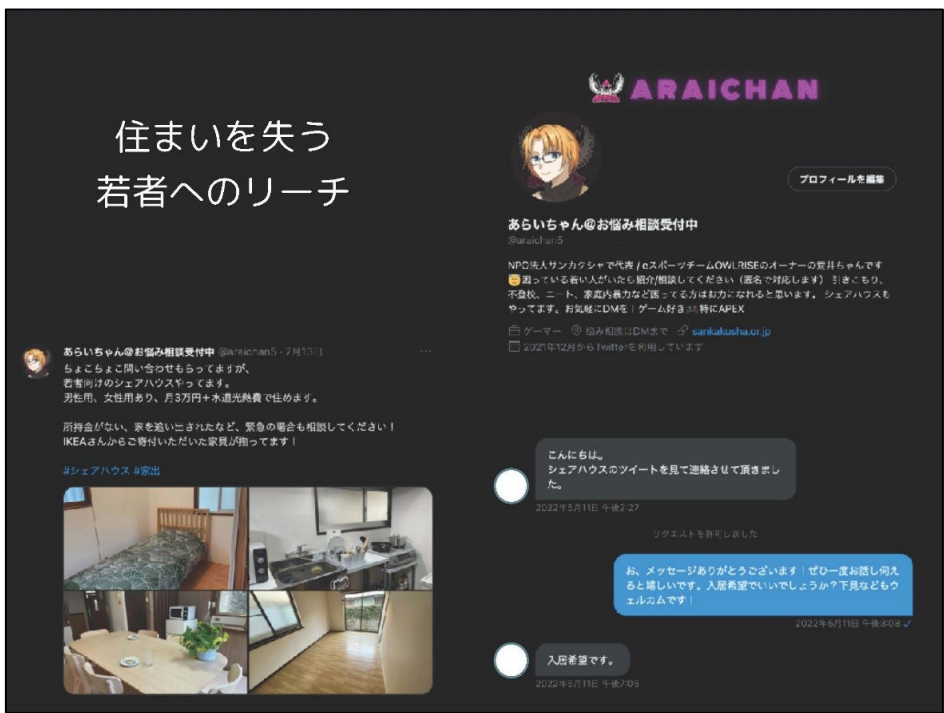 住まいを失う
若者へのリーチ
あらいちゃん@お悩み相談受付中 @araichan5・7月13日
ちょこちょこ問い合わせもらってますが、
若者向けのシェアハウスやってます。
男性用、女性用あり、月3万円＋水道光熱費で住めます。
所持金がない、家を追い出されたなど、緊急の場合も相談してください！
IKEAさんからご寄付いただいた家具が揃ってます！
#シェアハウス #家出
ARAICHAN
プロフィールを編集
あらいちゃん@お悩み相談受付中
@araichan5
NPO法人サンカクシャで代表 / eスポーツチームOWLRISEのオーナーの荒井ちゃんです
困っている若い人がいたら紹介/相談してください（匿名で対応します） 引きこもり、
不登校、ニート、家庭内暴力など困ってる方はお力になれると思います。 シェアハウスも
やってます。お気軽にDMを！ゲーム好き 特にAPEX
ゲーマー 悩み相談はDMまで sankakusha.or.jp
2021年12月からTwitterを利用しています
こんにちは。
シェアハウスのツイートを見て連絡させて頂きまし
た。
2022年5月11日 午後2:27
リクエストを許可しました
お、メッセージありがとうございます！ぜひ一度お話し伺え
ると嬉しいです。入居希望でいいでしょうか？下見などもウ
ェルカムです！
2022年5月11日 午後3:08
入居希望です。
2022年5月11日 午後7:06